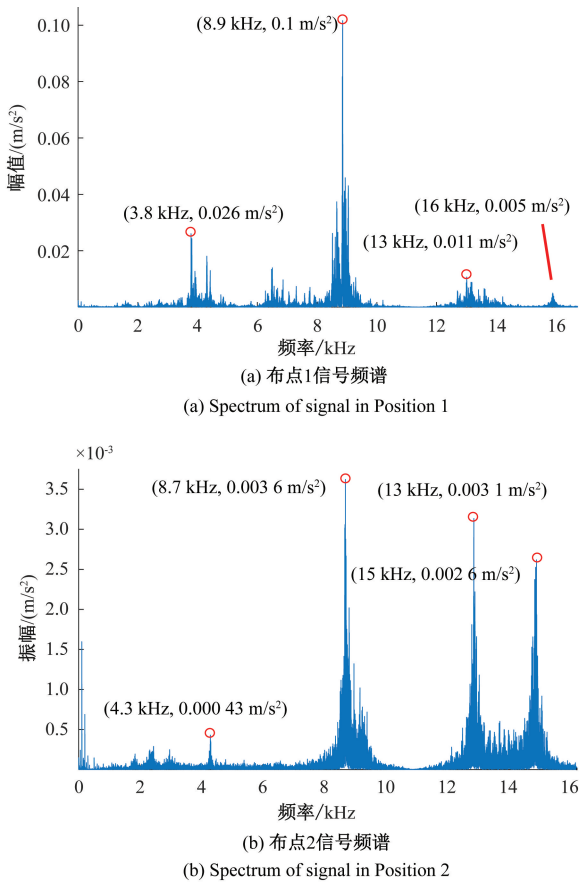 0.10
(8.9 kHz, 0.1 m/s²)
0.08
0.06
幅值/(m/s²)
0.04
(3.8 kHz, 0.026 m/s²)
(16 kHz, 0.005 m/s²)
(13 kHz, 0.011 m/s²)
0.02
0 2 4 6 8 10 12 14 16
频率/kHz
(a) 布点1信号频谱
(a) Spectrum of signal in Position 1
×10⁻³
3.5
(8.7 kHz, 0.003 6 m/s²)
(13 kHz, 0.003 1 m/s²)
3.0
2.5
(15 kHz, 0.002 6 m/s²)
2.0
振幅/(m/s²)
1.5
1.0
(4.3 kHz, 0.000 43 m/s²)
0.5
0 2 4 6 8 10 12 14 16
频率/kHz
(b) 布点2信号频谱
(b) Spectrum of signal in Position 2